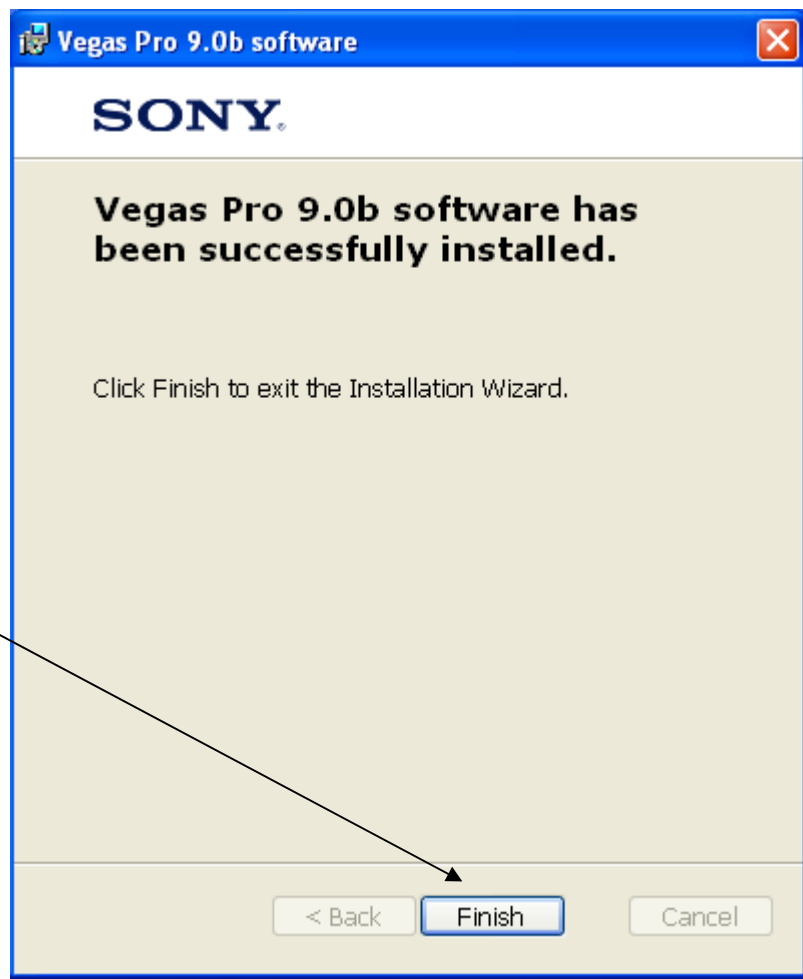 Vegas Pro 9.0b software
SONY
Vegas Pro 9.0b software has
been successfully installed.
Click Finish to exit the Installation Wizard.
< Back Finish Cancel